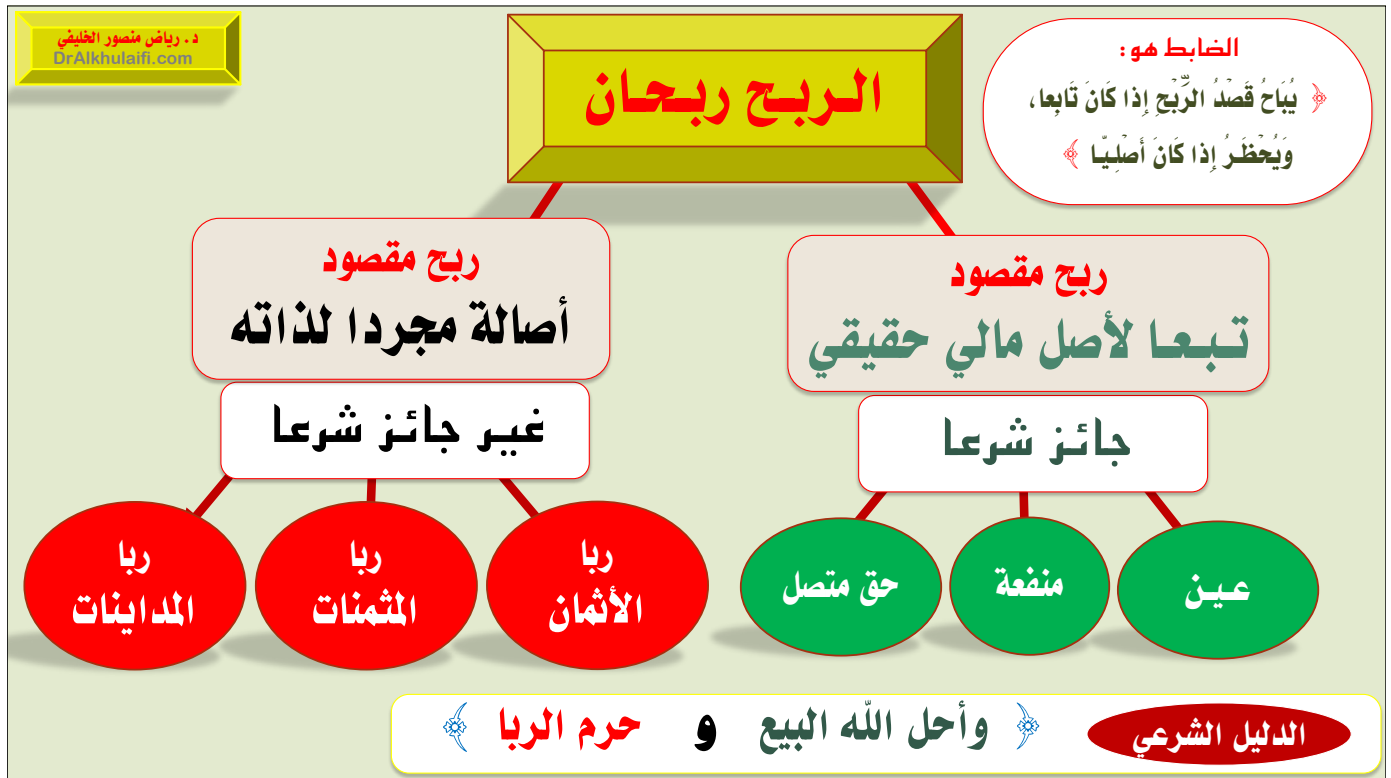 د. رياض منصور الخليفي
DrAlkhulaifi.com
الربح ربحان
الضابط هو:
﴿ يُبَاحُ قَصْدُ الرِّبْحِ إِذا كَانَ تَابِعا،
وَيُحْظَرُ إِذا كَانَ أَصْلِيّا ﴾
ربح مقصود
تبعا لأصل مالي حقيقي
جائز شرعا
عين
منفعة
حق متصل
ربح مقصود
أصالة مجردا لذاته
غير جائز شرعا
ربا
الأثمان
ربا
المثمنات
ربا
المداينات
الدليل الشرعي
﴿ وأحل الله البيع و حرم الربا ﴾